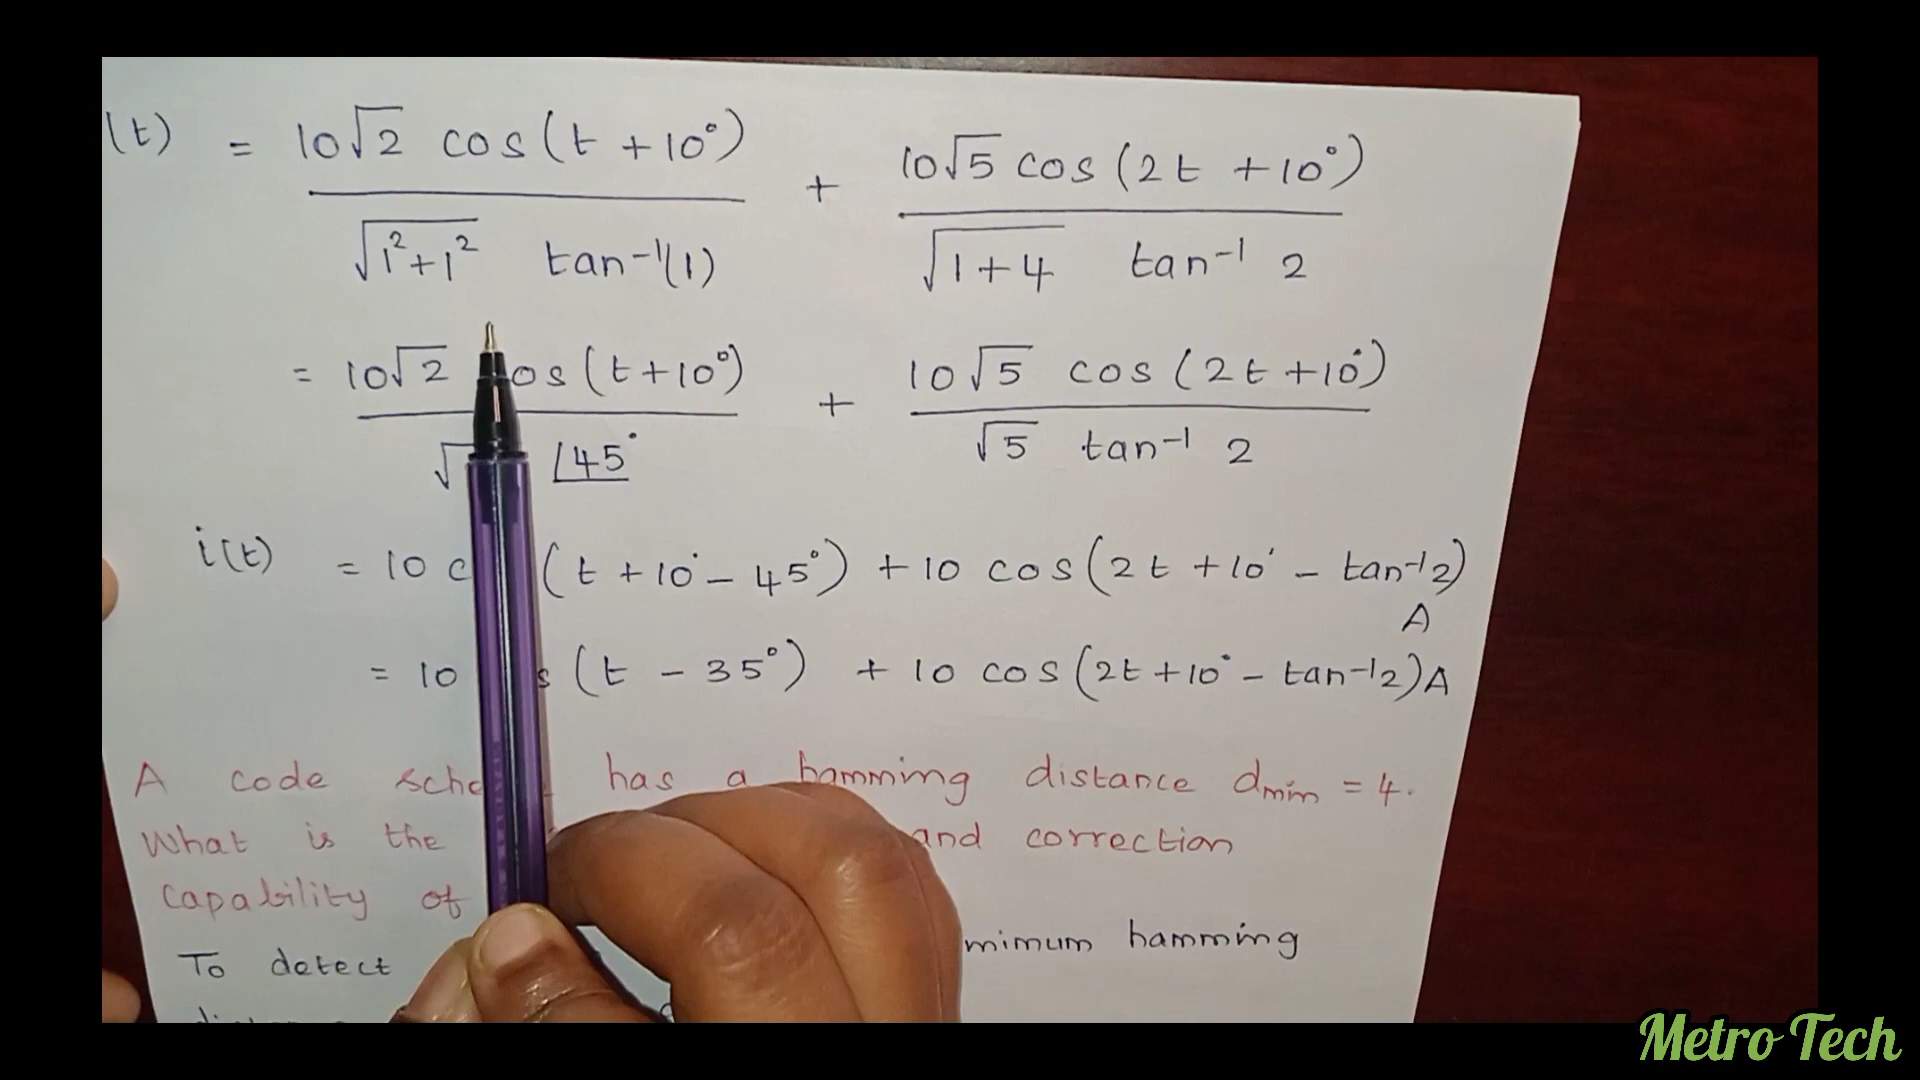 (t) = 10√2 cos(t + 10°) / √1² + 1² tan⁻¹(1) + 10√5 cos(2t + 10°) / √1 + 4 tan⁻¹ 2
= 10√2 cos(t + 10°) / √ ∠45° + 10√5 cos(2t + 10°) / √5 tan⁻¹ 2
i(t) = 10 (t + 10° - 45°) + 10 cos(2t + 10° - tan⁻¹2) A
= 10 (t - 35°) + 10 cos(2t + 10° - tan⁻¹2) A
A code has a hamming distance dmin = 4.
What is the and correction
capability of
To detect hamming
Metro Tech